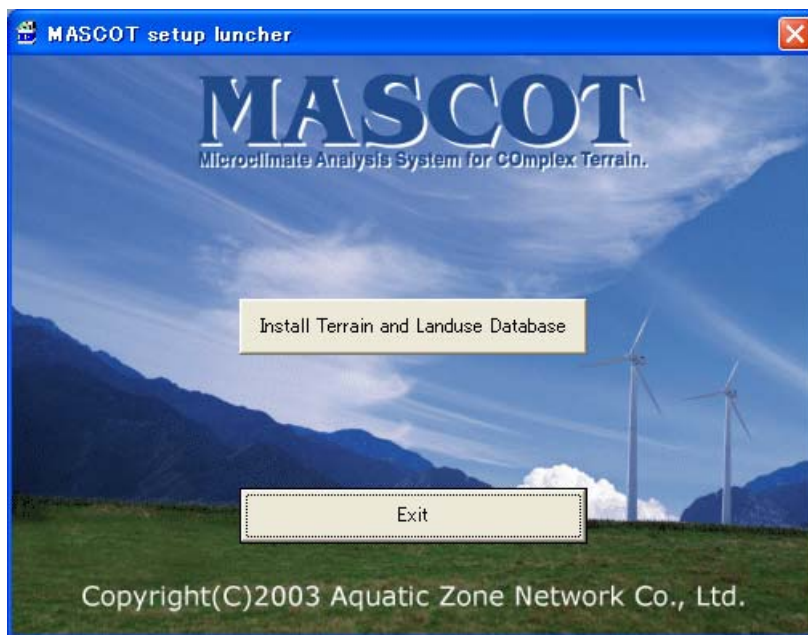 MASCOT setup luncher
MASCOT
Microclimate Analysis System for COmplex Terrain.
Install Terrain and Landuse Database
Exit
Copyright(C)2003 Aquatic Zone Network Co., Ltd.